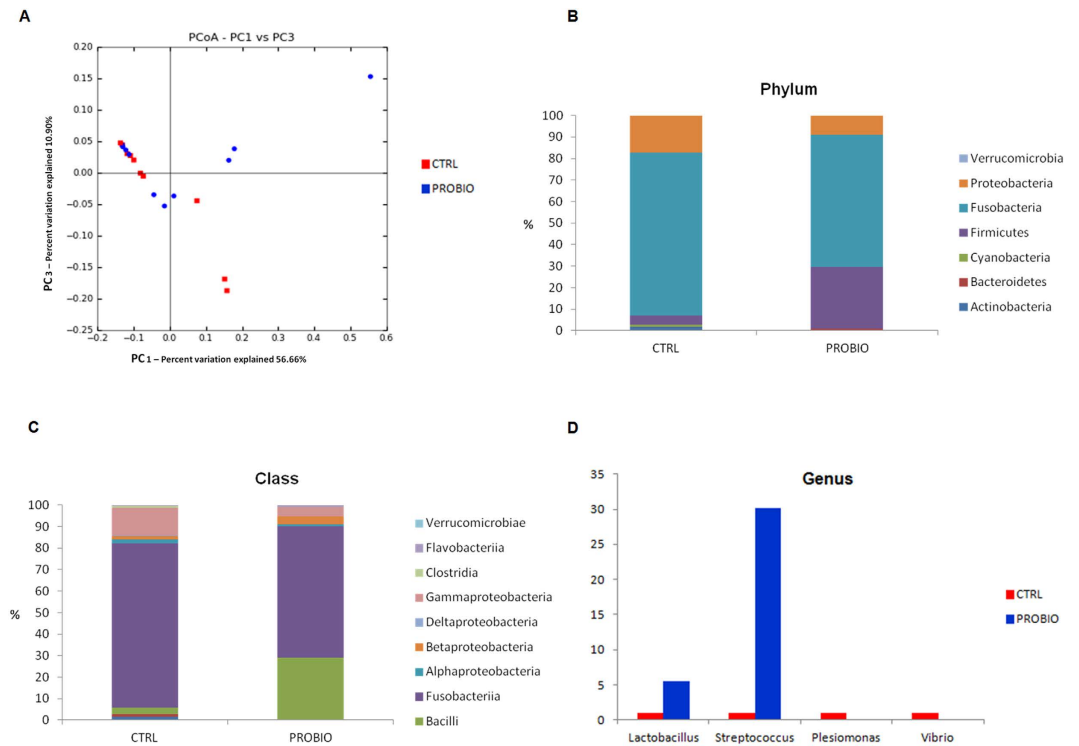 A
PCoA - PC1 vs PC3
0.20
0.15
0.10
0.05
0.00
−0.05
−0.10
−0.15
−0.20
−0.25
−0.2
−0.1
0.0
0.1
0.2
0.3
0.4
0.5
0.6
PC3 – Percent variation explained 10.90%
PC1 – Percent variation explained 56.66%
CTRL
PROBIO
B
Phylum
100
90
80
70
60
50
40
30
20
10
0
%
CTRL
PROBIO
Verrucomicrobia
Proteobacteria
Fusobacteria
Firmicutes
Cyanobacteria
Bacteroidetes
Actinobacteria
C
Class
100
90
80
70
60
50
40
30
20
10
0
%
CTRL
PROBIO
Verrucomicrobiae
Flavobacteriia
Clostridia
Gammaproteobacteria
Deltaproteobacteria
Betaproteobacteria
Alphaproteobacteria
Fusobacteriia
Bacilli
D
Genus
35
30
25
20
15
10
5
0
Lactobacillus
Streptococcus
Plesiomonas
Vibrio
CTRL
PROBIO